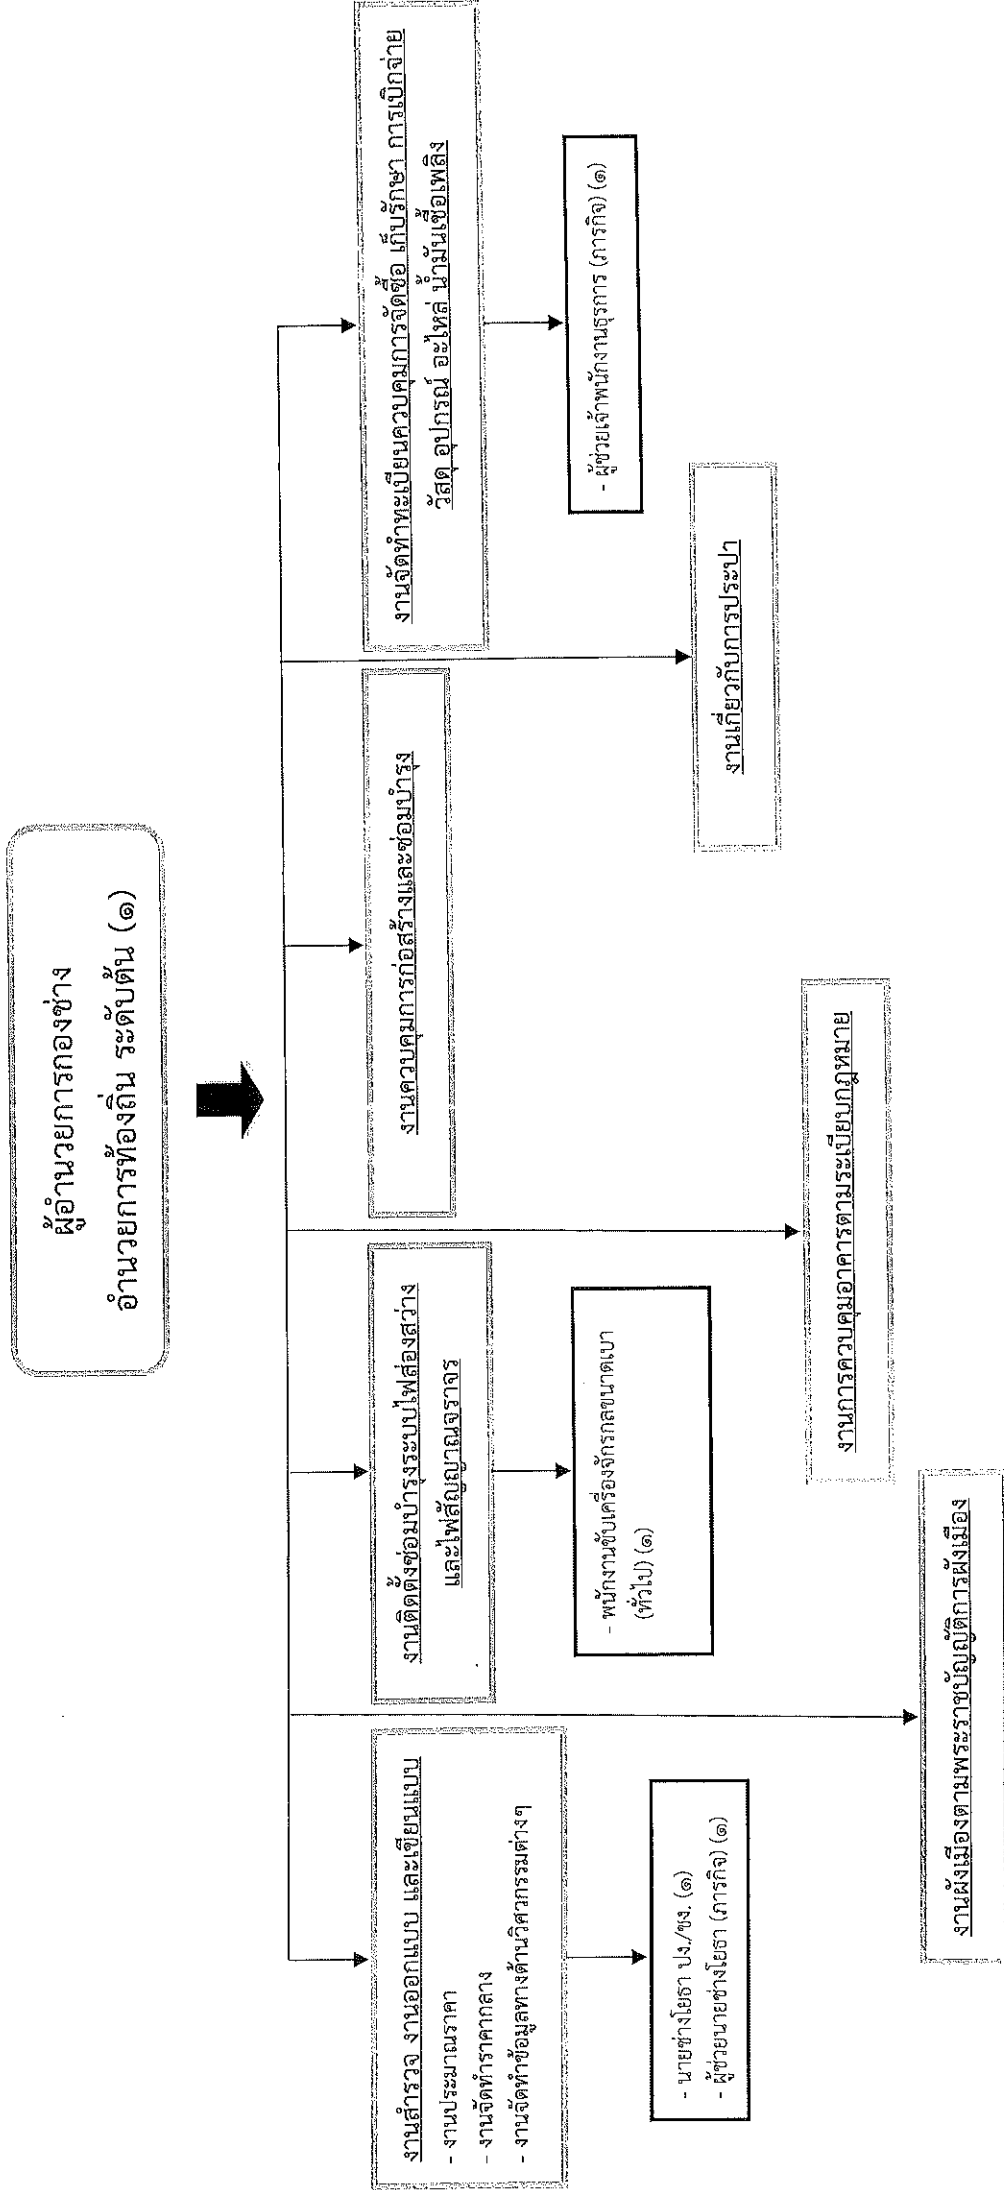 ผู้อำนวยการกองช่าง
อำนวยการท้องถิ่น ระดับต้น (๑)
งานสำรวจ งานออกแบบ และเขียนแบบ
- งานประมาณราคา
- งานจัดทำราคากลาง
- งานจัดทำข้อมูลทางด้านวิศวกรรมต่างๆ
- นายช่างโยธา ปง./ชง. (๑)
- ผู้ช่วยนายช่างโยธา (ภารกิจ) (๑)
งานติดตั้งซ่อมบำรุงระบบไฟส่องสว่าง
และไฟสัญญาณจราจร
- พนักงานขับเครื่องจักรกลขนาดเบา
(ทั่วไป) (๑)
งานควบคุมการก่อสร้างและซ่อมบำรุง
งานจัดทำทะเบียนควบคุมการจัดซื้อ เก็บรักษา การเบิกจ่าย
วัสดุ อุปกรณ์ อะไหล่ น้ำมันเชื้อเพลิง
- ผู้ช่วยเจ้าพนักงานธุรการ (ภารกิจ) (๑)
งานผังเมืองตามพระราชบัญญัติการผังเมือง
งานการควบคุมอาคารตามระเบียบกฎหมาย
งานเกี่ยวกับการประปา